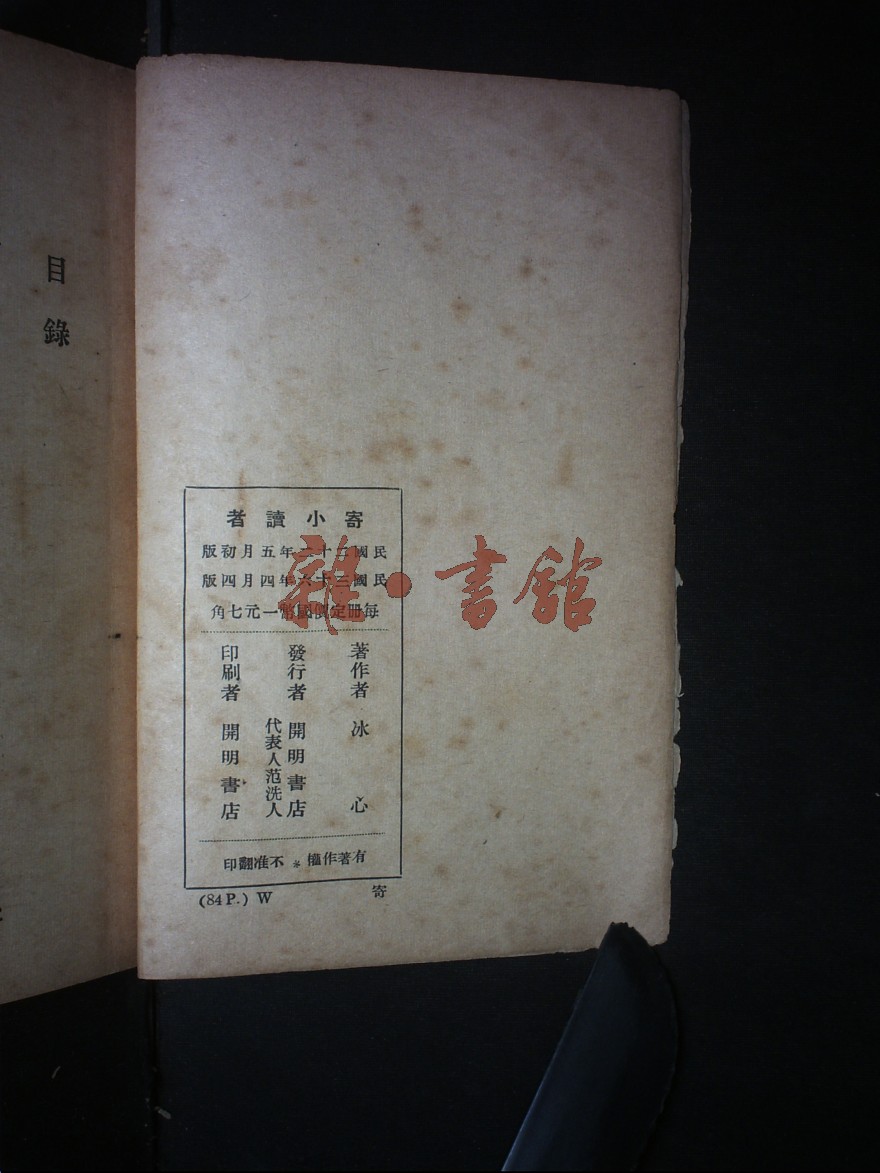 寄小讀者
民國三十二年五月初版
民國三十六年四月四版
每冊定價國幣一元七角
著作者 冰心
發行者 開明書店
代表人范洗人
印刷者 開明書店
有著作權＊不准翻印
(84 P.) W 寄
目錄
雜·書舘